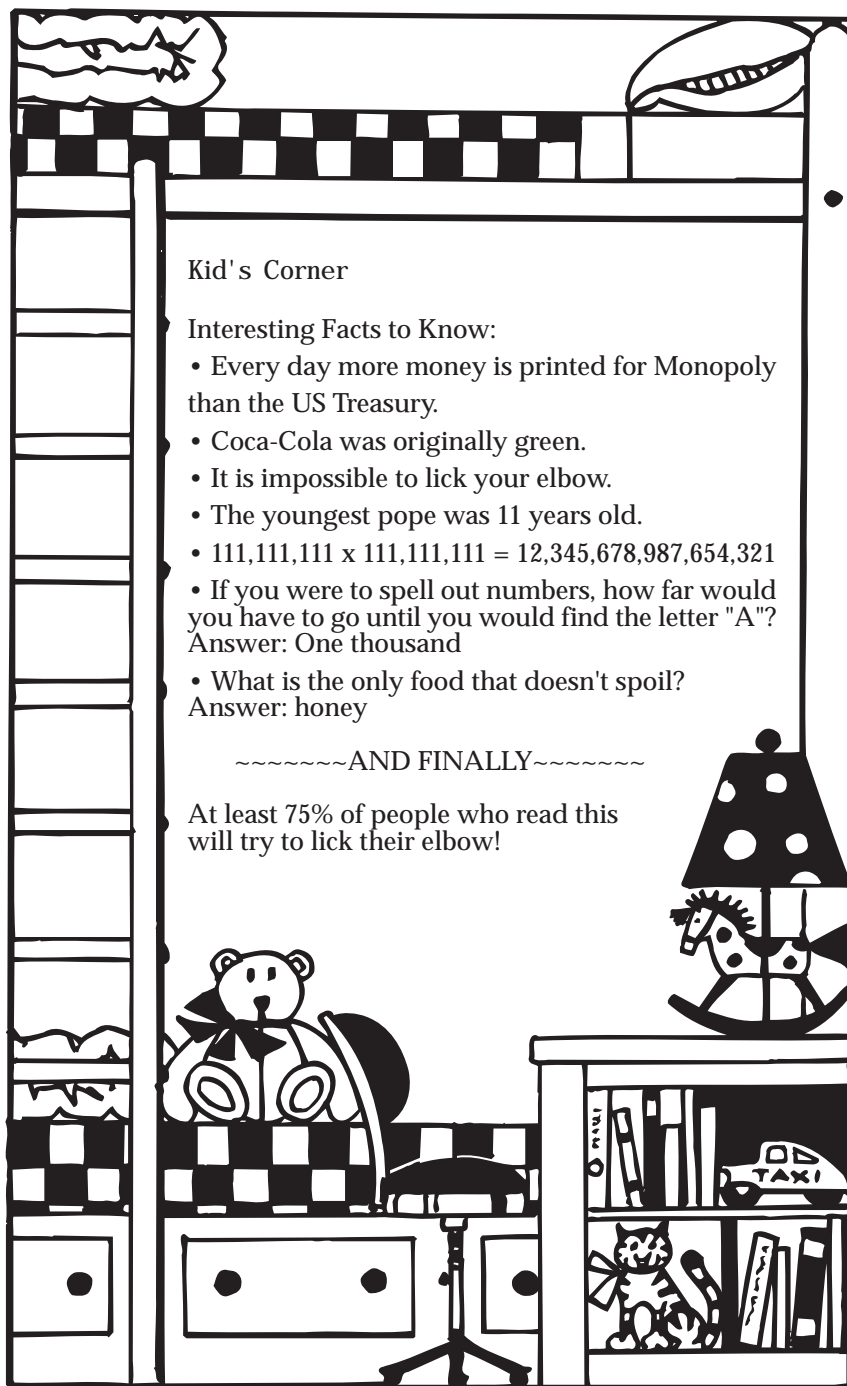 Kid's Corner
Interesting Facts to Know:
• Every day more money is printed for Monopoly
than the US Treasury.
• Coca-Cola was originally green.
• It is impossible to lick your elbow.
• The youngest pope was 11 years old.
• 111,111,111 x 111,111,111 = 12,345,678,987,654,321
• If you were to spell out numbers, how far would
you have to go until you would find the letter "A"?
Answer: One thousand
• What is the only food that doesn't spoil?
Answer: honey
~~~~~~~AND FINALLY~~~~~~~
At least 75% of people who read this
will try to lick their elbow!
TAXI